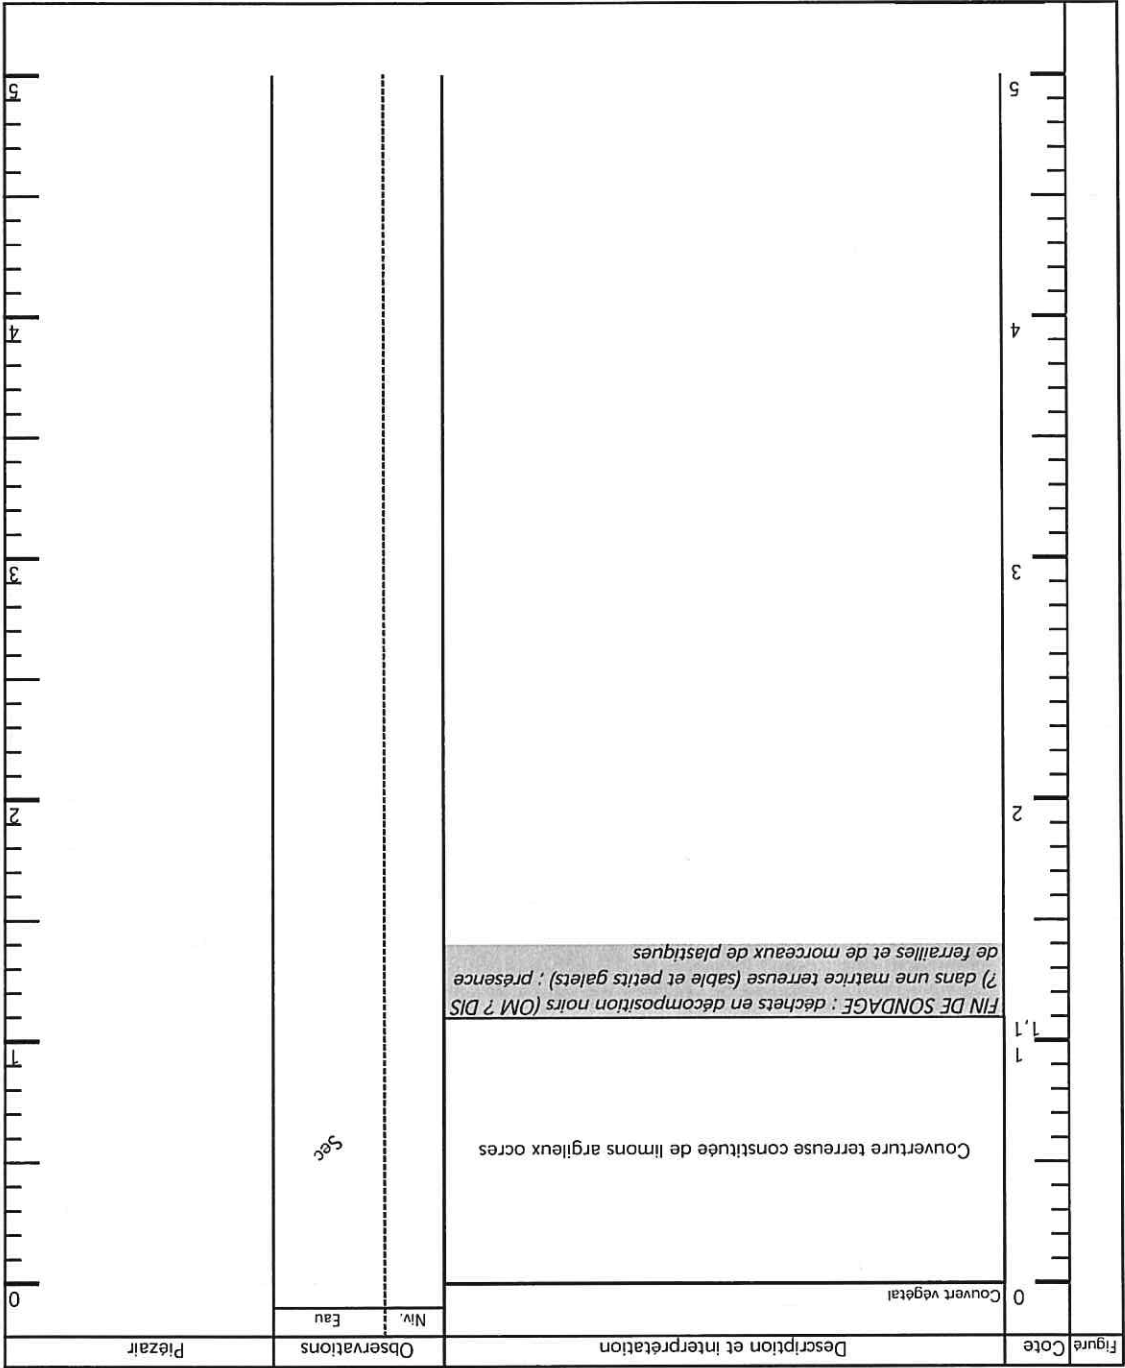 Figuré Cote Description et interprétation Observations Piézair
Niv. Eau
0 Couvert végétal 0
Couverture terreuse constituée de limons argileux ocres
Sec
1 1
1,1
FIN DE SONDAGE : déchets en décomposition noirs (OM ? DIS
?) dans une matrice terreuse (sable et petits galets) ; présence
de ferrailles et de morceaux de plastiques
2 2
3 3
4 4
5 5